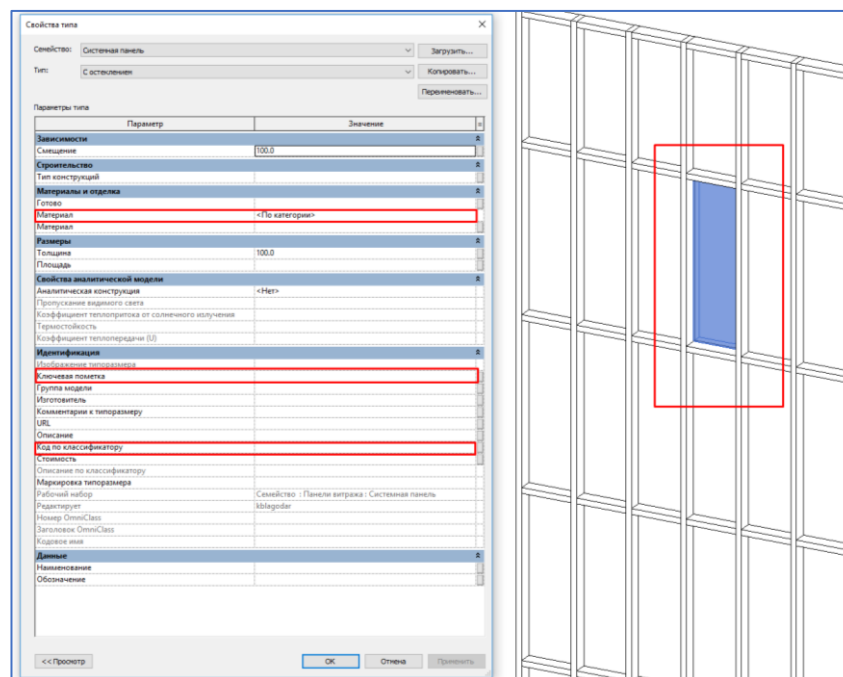 Свойства типа
Семейство: Системная панель Загрузить...
Тип: С остеклением Копировать...
Переименовать...
Параметры типа
Параметр Значение
Зависимости
Смещение 100.0
Строительство
Тип конструкций
Материалы и отделка
Готово
Материал <По категории>
Материал
Размеры
Толщина 100.0
Площадь
Свойства аналитической модели
Аналитическая конструкция <Нет>
Пропускание видимого света
Коэффициент теплопритока от солнечного излучения
Термостойкость
Коэффициент теплопередачи (U)
Идентификация
Изображение типоразмера
Ключевая пометка
Группа модели
Изготовитель
Комментарии к типоразмеру
URL
Описание
Код по классификатору
Стоимость
Описание по классификатору
Маркировка типоразмера
Рабочий набор Семейство : Панели витража : Системная панель
Редактирует kblagodar
Номер OmniClass
Заголовок OmniClass
Кодовое имя
Данные
Наименование
Обозначение
<< Просмотр OK Отмена Применить